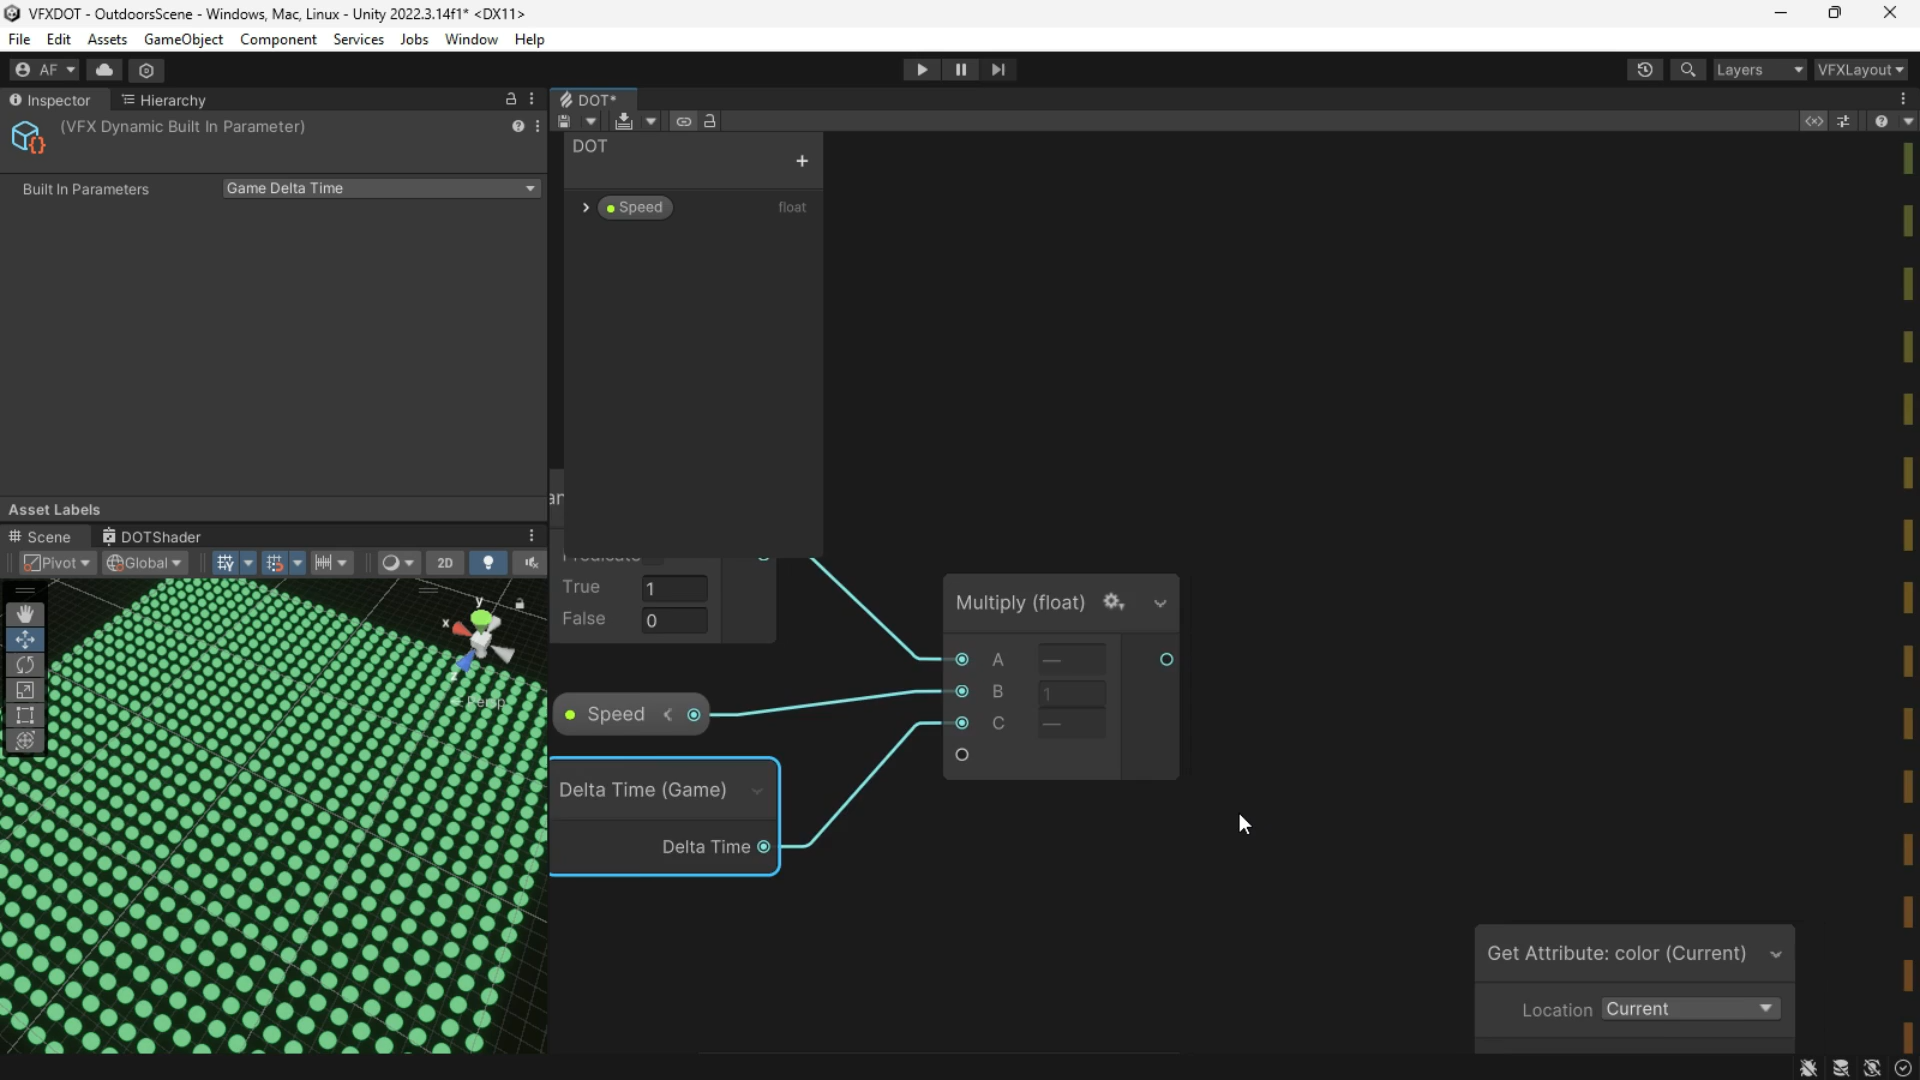 VFXDOT - OutdoorsScene - Windows, Mac, Linux - Unity 2022.3.14f1* <DX11>
File Edit Assets GameObject Component Services Jobs Window Help
AF
Layers VFXLayout
Inspector Hierarchy
DOT*
(VFX Dynamic Built In Parameter)
Built In Parameters Game Delta Time
DOT
+
Speed float
Asset Labels
Scene DOTShader
Pivot Global 2D
y
x
z
Persp
True 1
False 0
Multiply (float)
A —
B 1
C —
Speed
Delta Time (Game)
Delta Time
Get Attribute: color (Current)
Location Current